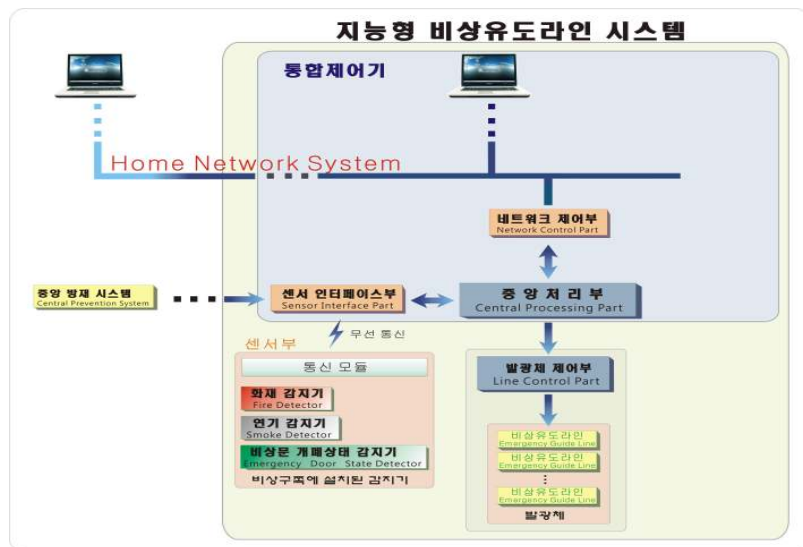 지능형 비상유도라인 시스템
통합제어기
Home Network System
네트워크 제어부
Network Control Part
중앙 방재 시스템
Central Prevention System
센서 인터페이스부
Sensor Interface Part
중 앙 처 리 부
Central Processing Part
무선 통신
센서부
통신 모듈
화재 감지기
Fire Detector
연기 감지기
Smoke Detector
비상문 개폐상태 감지기
Emergency Door State Detector
비상구쪽에 설치된 감지기
발광체 제어부
Line Control Part
비상유도라인
Emergency Guide Line
비상유도라인
Emergency Guide Line
비상유도라인
Emergency Guide Line
발광체